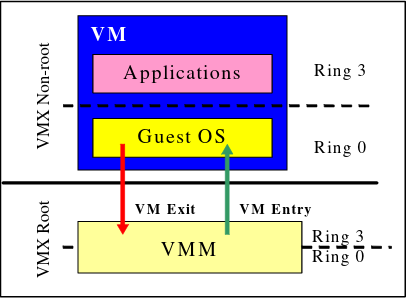 VM
VMX Non-root
Applications
Ring 3
Guest OS
Ring 0
VM Exit
VM Entry
VMX Root
VMM
Ring 3
Ring 0